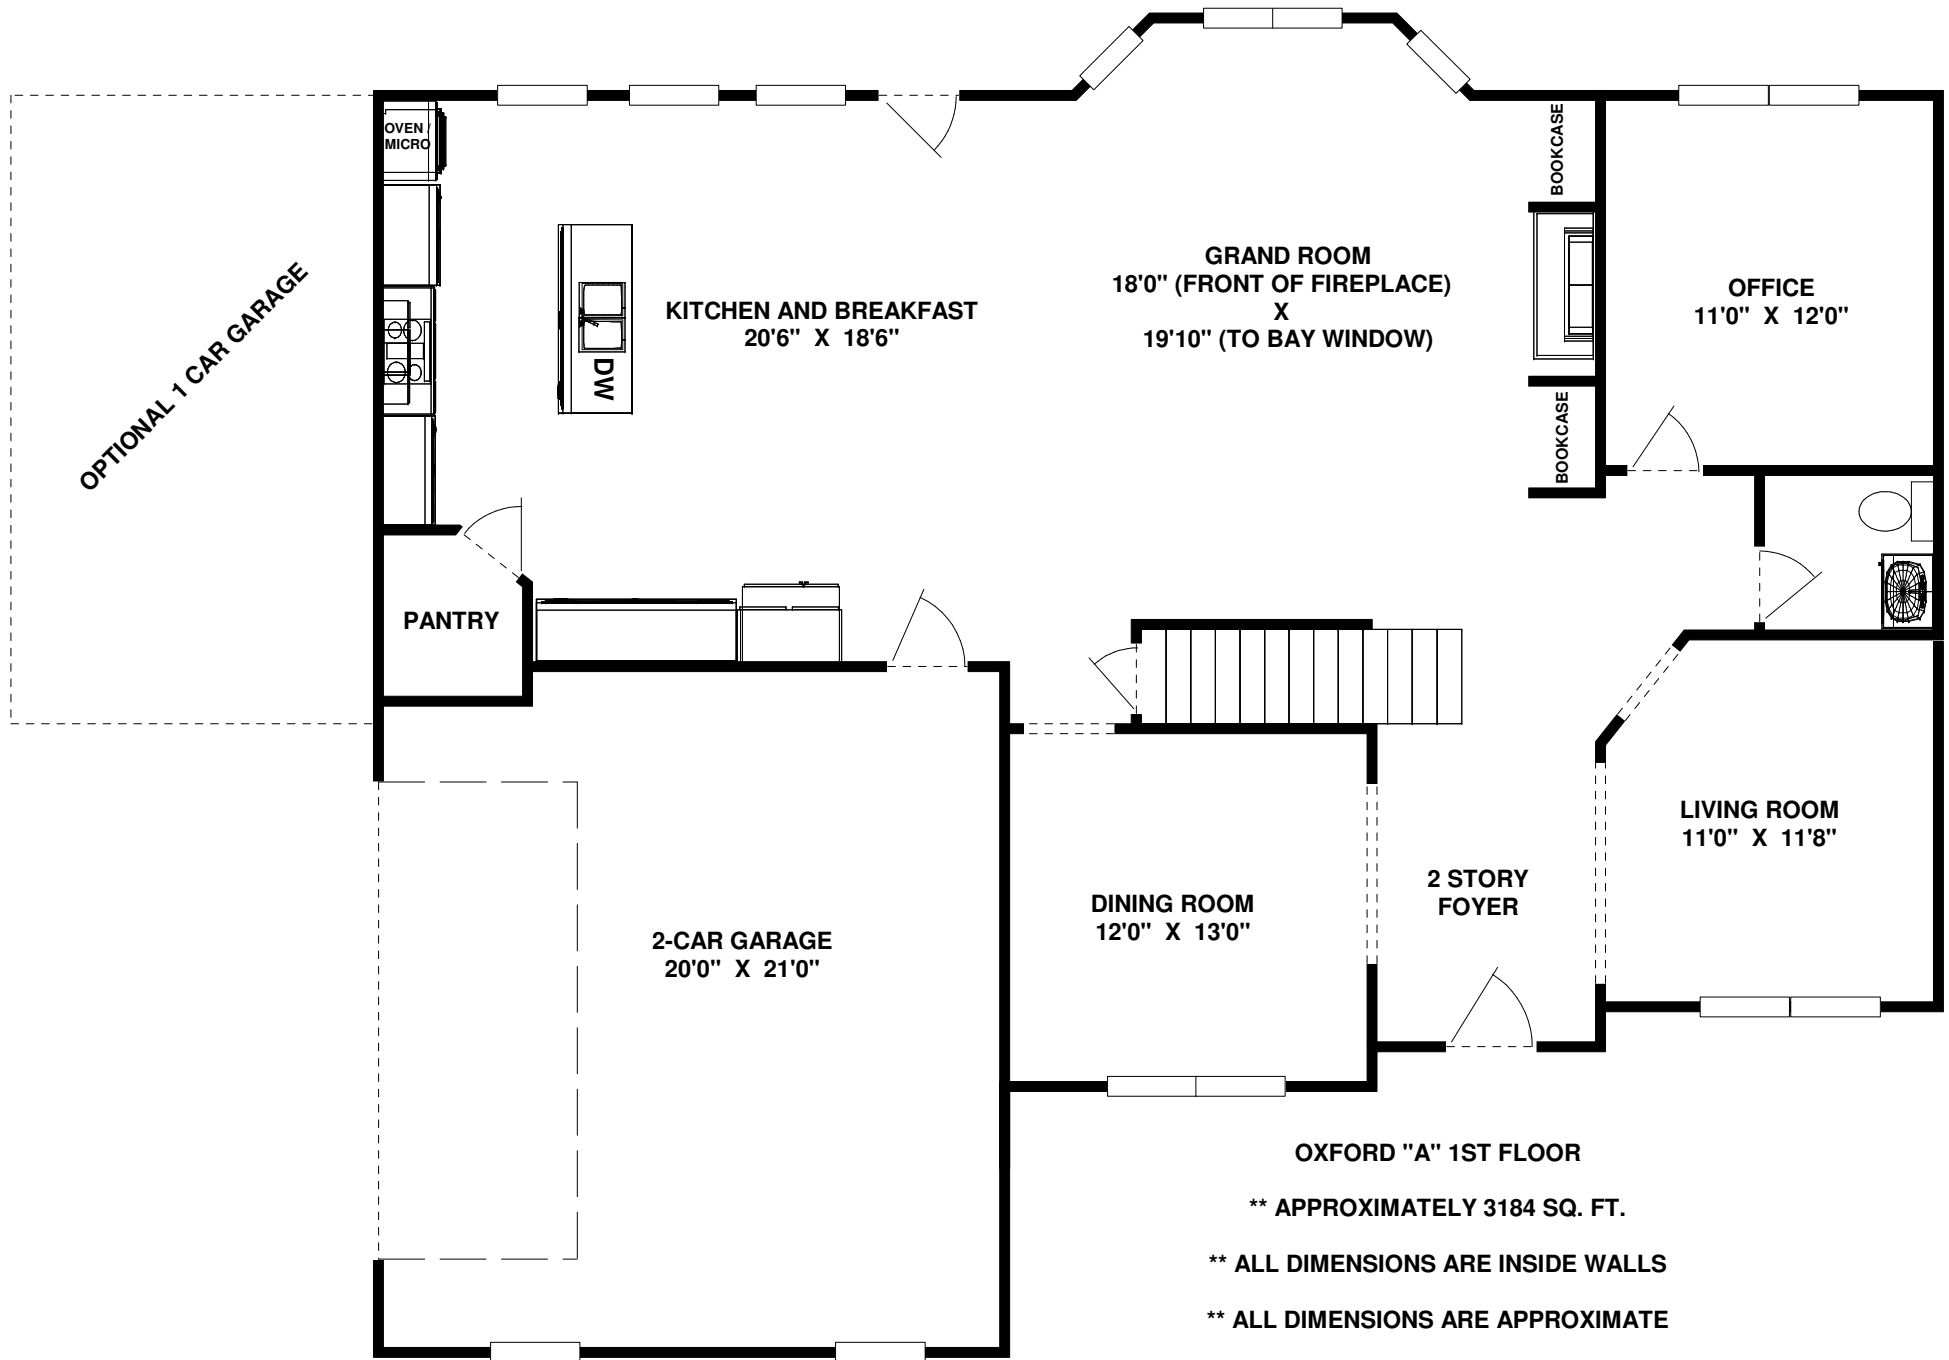 OVEN /
MICRO
BOOKCASE
GRAND ROOM
18'0" (FRONT OF FIREPLACE)
X
19'10" (TO BAY WINDOW)
OFFICE
11'0" X 12'0"
KITCHEN AND BREAKFAST
20'6" X 18'6"
DW
OPTIONAL 1 CAR GARAGE
BOOKCASE
PANTRY
LIVING ROOM
11'0" X 11'8"
2 STORY
FOYER
DINING ROOM
12'0" X 13'0"
2-CAR GARAGE
20'0" X 21'0"
OXFORD "A" 1ST FLOOR
** APPROXIMATELY 3184 SQ. FT.
** ALL DIMENSIONS ARE INSIDE WALLS
** ALL DIMENSIONS ARE APPROXIMATE